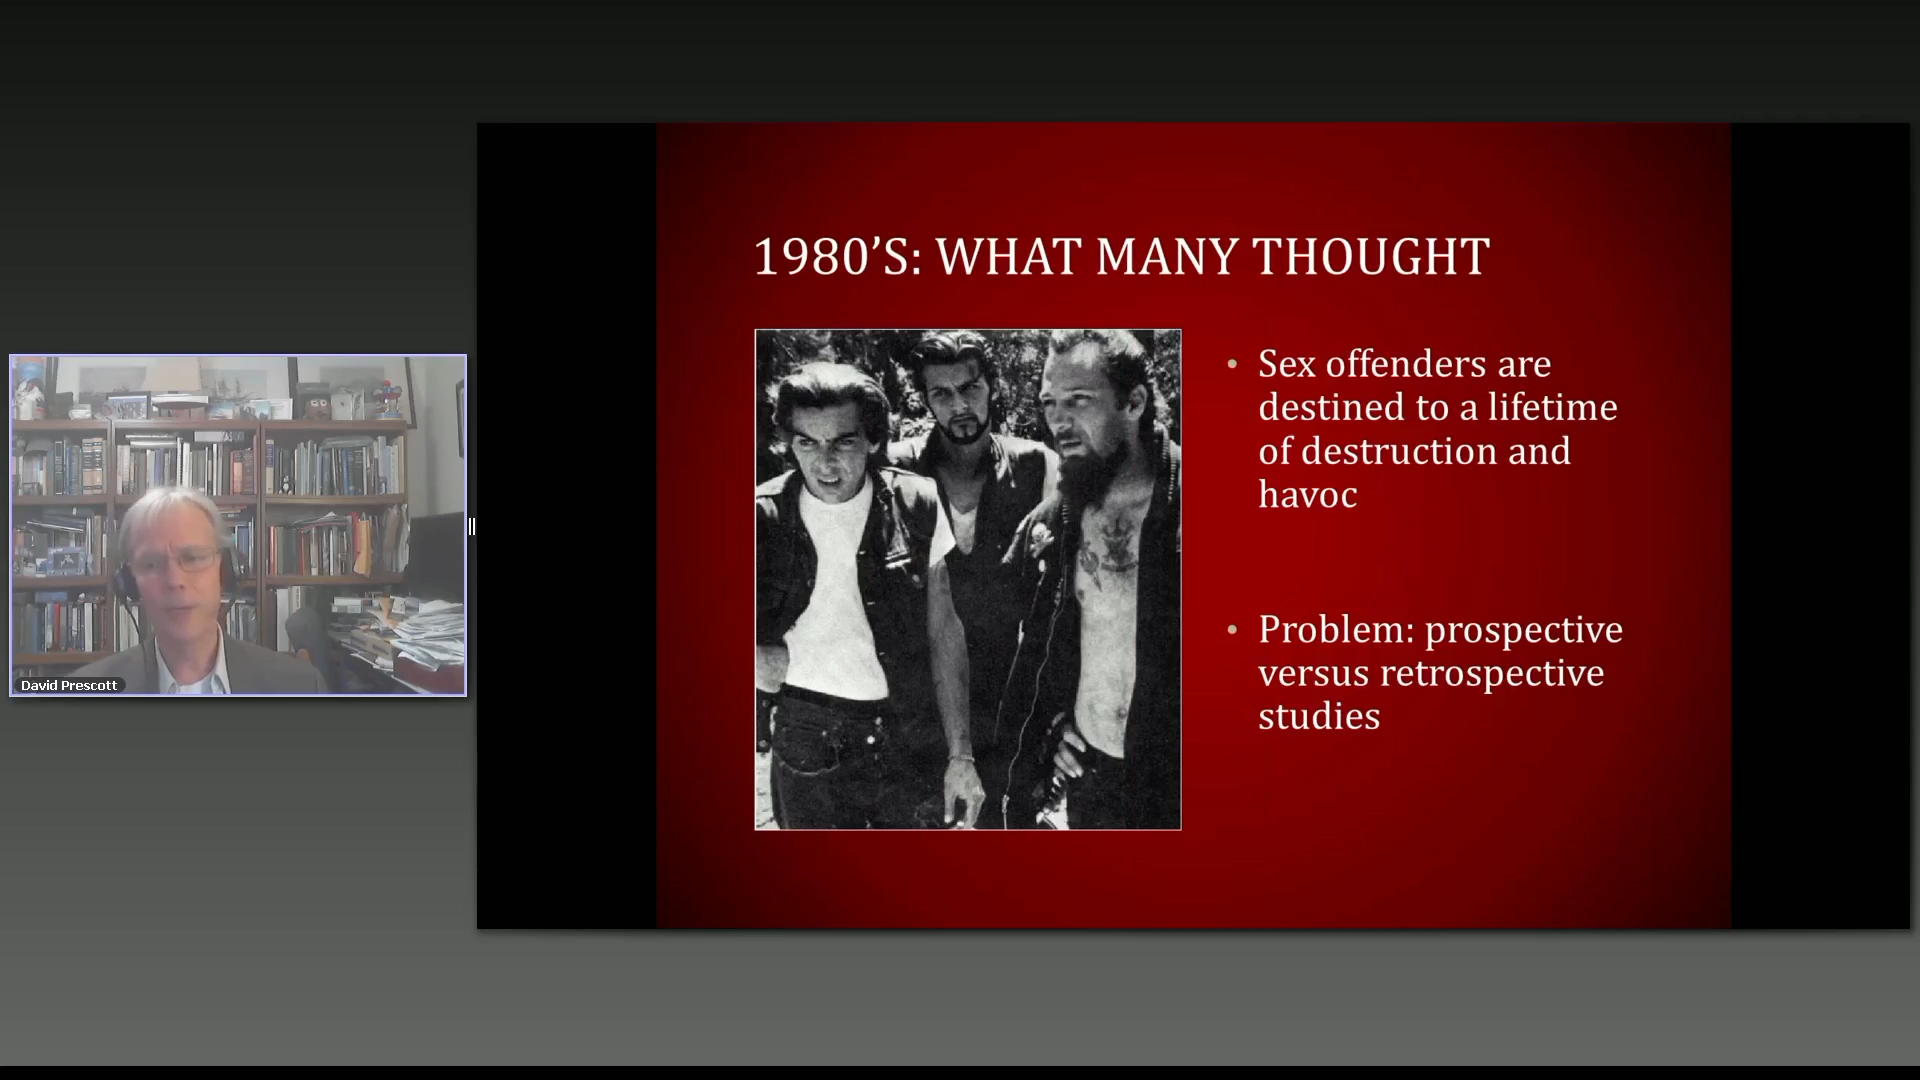 1980’S: WHAT MANY THOUGHT
• Sex offenders are
destined to a lifetime
of destruction and
havoc
• Problem: prospective
versus retrospective
studies
David Prescott